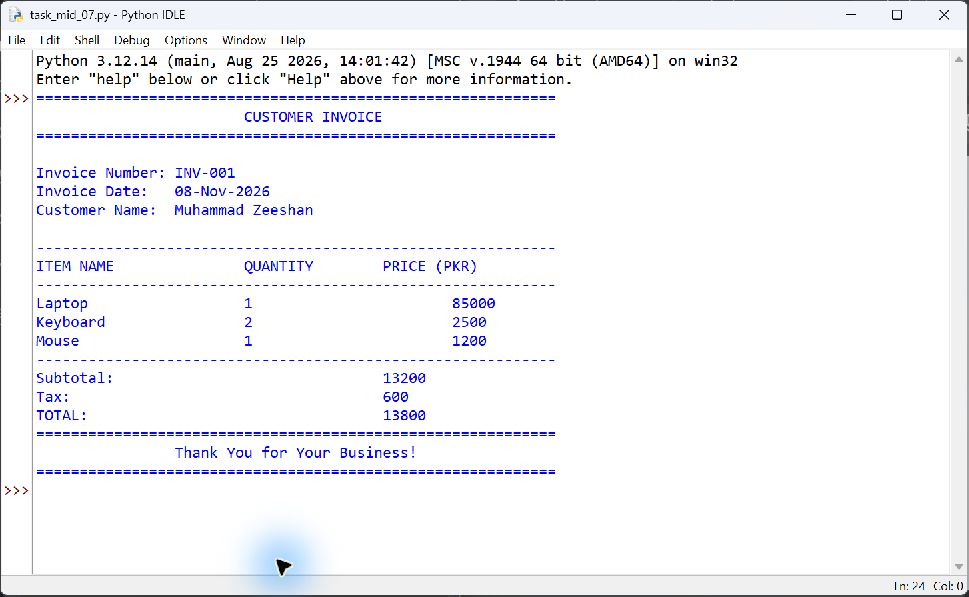 task_mid_07.py - Python IDLE
File Edit Shell Debug Options Window Help
Python 3.12.14 (main, Aug 25 2026, 14:01:42) [MSC v.1944 64 bit (AMD64)] on win32
Enter "help" below or click "Help" above for more information.
>>> ============================================================
CUSTOMER INVOICE
============================================================
Invoice Number: INV-001
Invoice Date: 08-Nov-2026
Customer Name: Muhammad Zeeshan
------------------------------------------------------------
ITEM NAME QUANTITY PRICE (PKR)
------------------------------------------------------------
Laptop 1 85000
Keyboard 2 2500
Mouse 1 1200
------------------------------------------------------------
Subtotal: 13200
Tax: 600
TOTAL: 13800
============================================================
Thank You for Your Business!
============================================================
>>>
Ln: 24 Col: 0